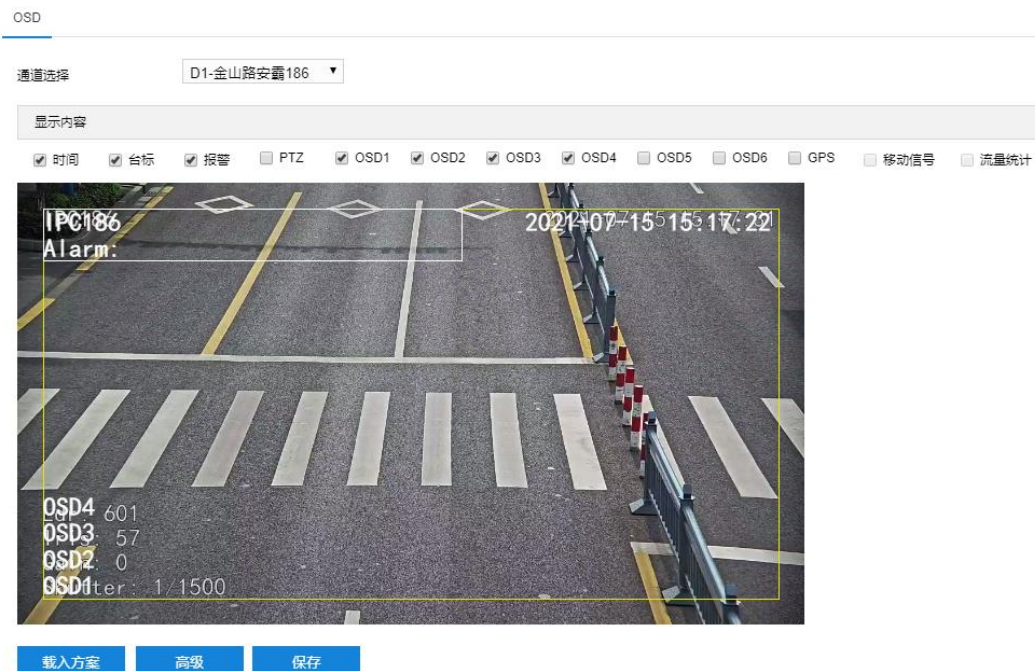 OSD
通道选择 D1-金山路安霸186
显示内容
时间 台标 报警 PTZ OSD1 OSD2 OSD3 OSD4 OSD5 OSD6 GPS 移动信号 流量统计
IPC186 2021-07-15 15:17:22
Alarm:
OSD4 601
OSD3 57
OSD2 : 0
OSD1 ter: 1/1500
载入方案 高级 保存